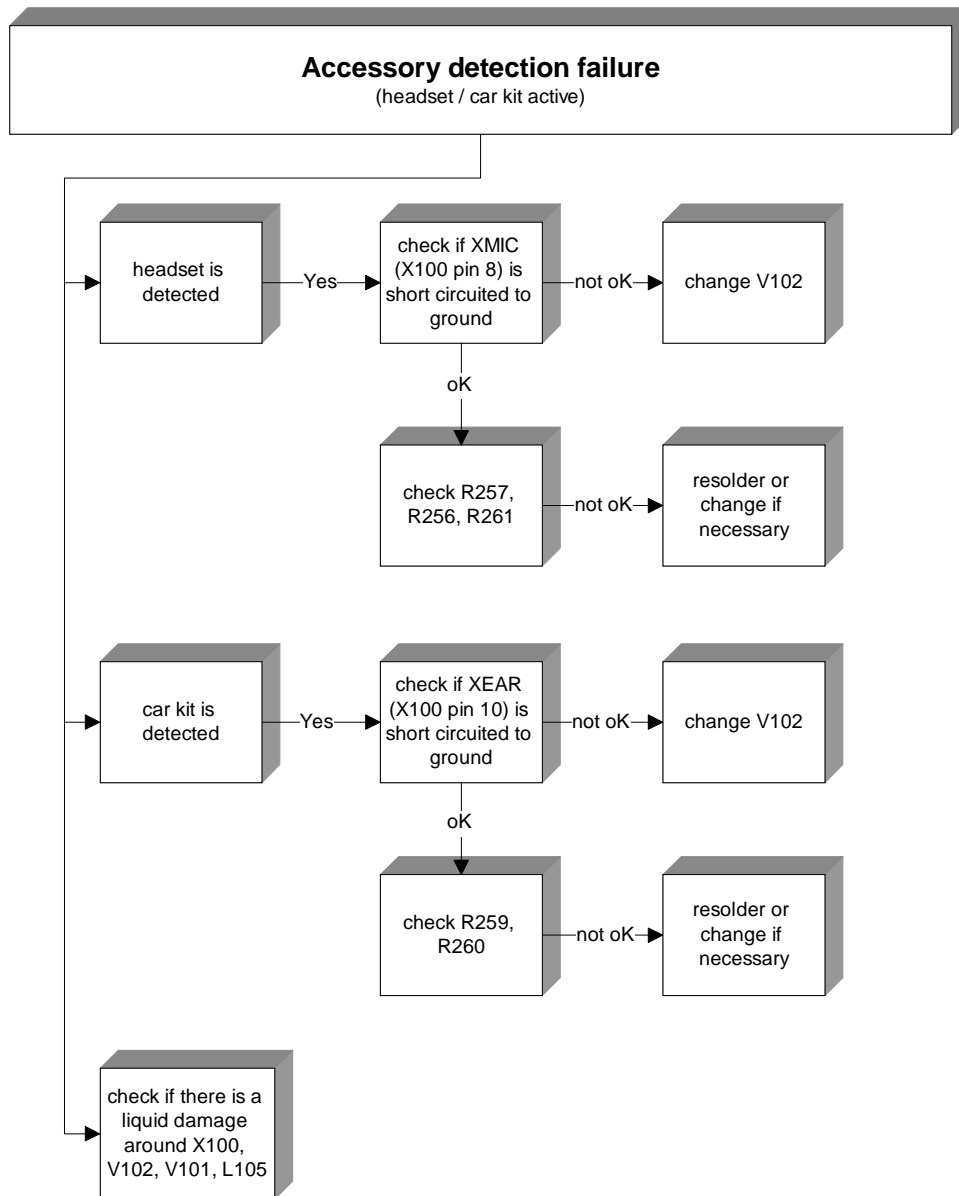 Accessory detection failure
(headset / car kit active)
headset is
detected
Yes
check if XMIC
(X100 pin 8) is
short circuited to
ground
not oK
change V102
oK
check R257,
R256, R261
not oK
resolder or
change if
necessary
car kit is
detected
Yes
check if XEAR
(X100 pin 10) is
short circuited to
ground
not oK
change V102
oK
check R259,
R260
not oK
resolder or
change if
necessary
check if there is a
liquid damage
around X100,
V102, V101, L105